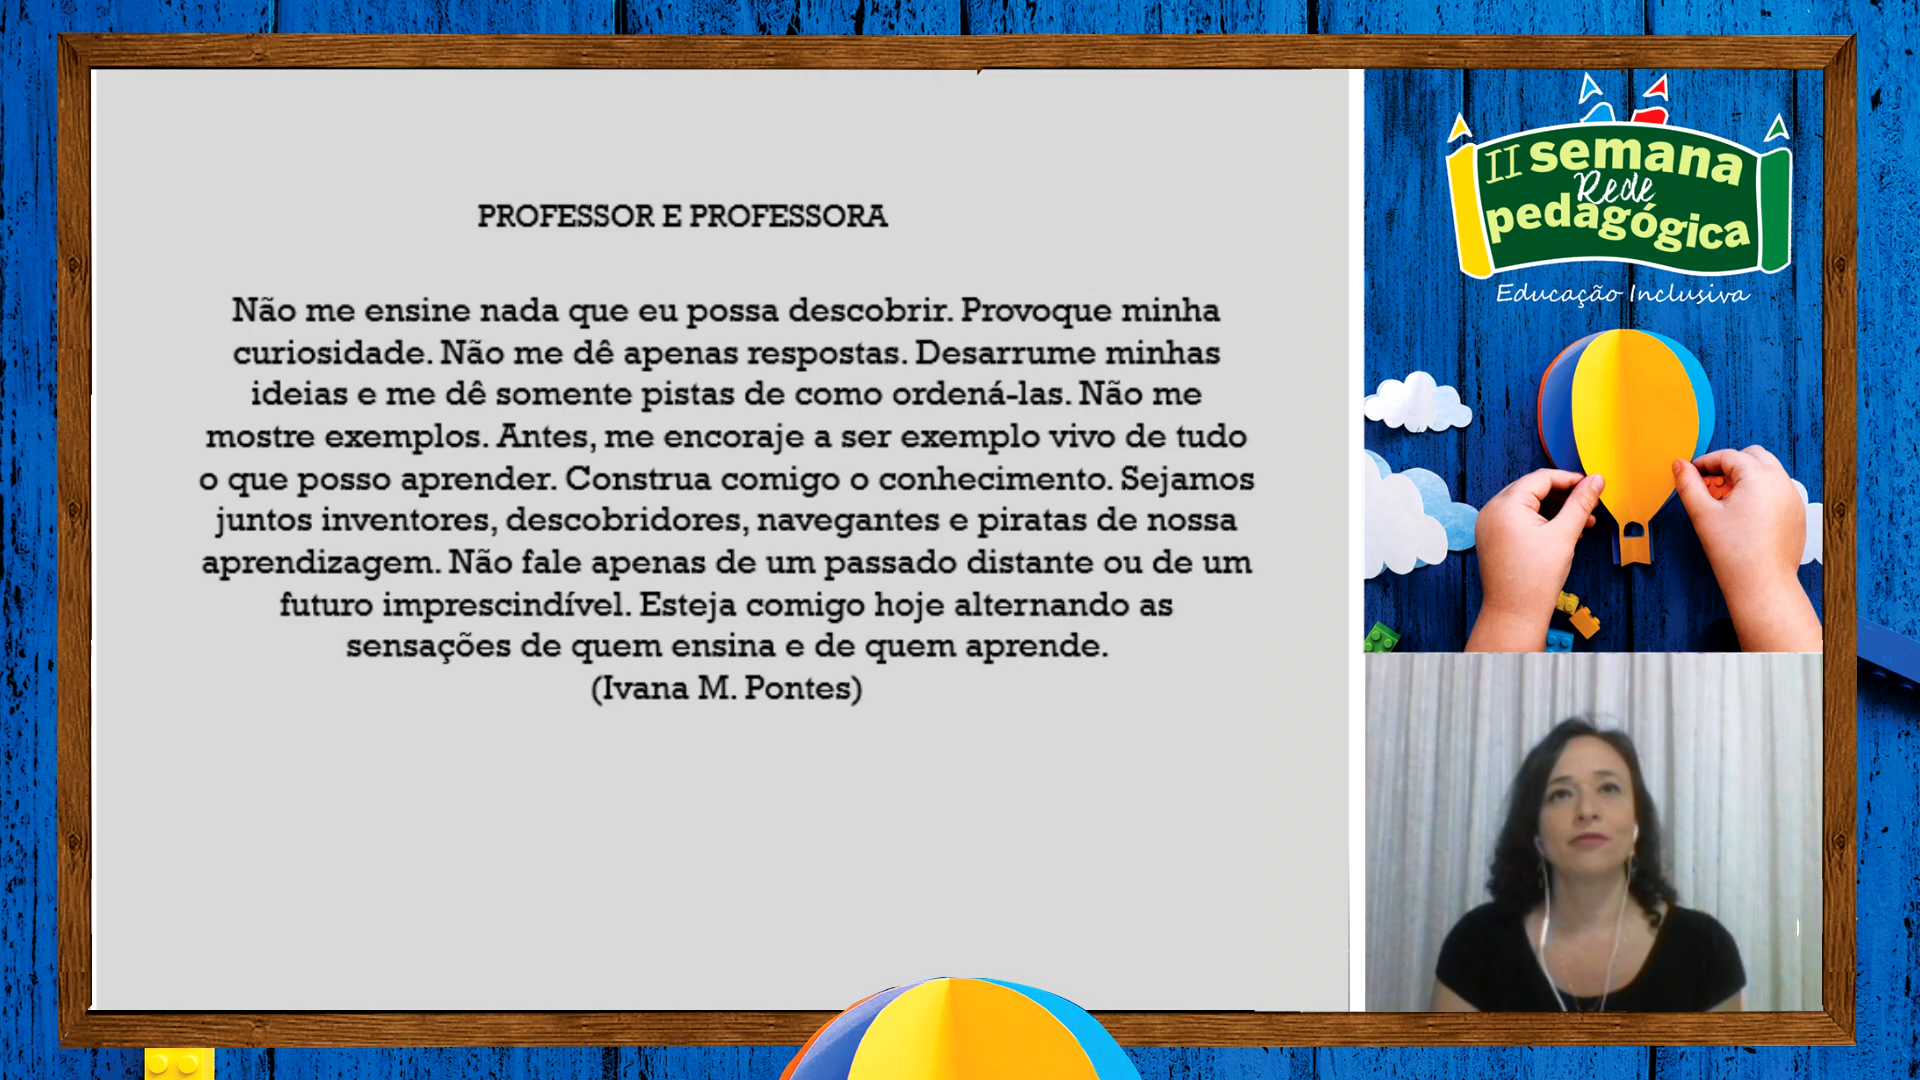 PROFESSOR E PROFESSORA
Não me ensine nada que eu possa descobrir. Provoque minha
curiosidade. Não me dê apenas respostas. Desarrume minhas
ideias e me dê somente pistas de como ordená-las. Não me
mostre exemplos. Antes, me encoraje a ser exemplo vivo de tudo
o que posso aprender. Construa comigo o conhecimento. Sejamos
juntos inventores, descobridores, navegantes e piratas de nossa
aprendizagem. Não fale apenas de um passado distante ou de um
futuro imprescindível. Esteja comigo hoje alternando as
sensações de quem ensina e de quem aprende.
(Ivana M. Pontes)
II semana
Rede
pedagógica
Educação Inclusiva